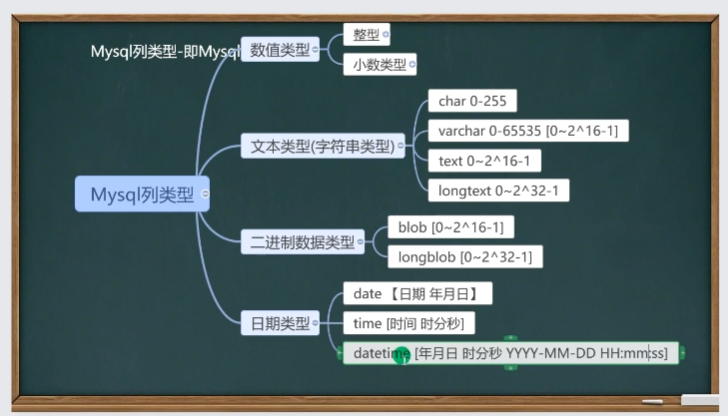 Mysql列类型-即Mysql
数值类型
整型
小数类型
char 0-255
varchar 0-65535 [0~2^16-1]
文本类型(字符串类型)
text 0~2^16-1
longtext 0~2^32-1
Mysql列类型
blob [0~2^16-1]
二进制数据类型
longblob [0~2^32-1]
date 【日期 年月日】
日期类型
time [时间 时分秒]
datetime [年月日 时分秒 YYYY-MM-DD HH:mm:ss]